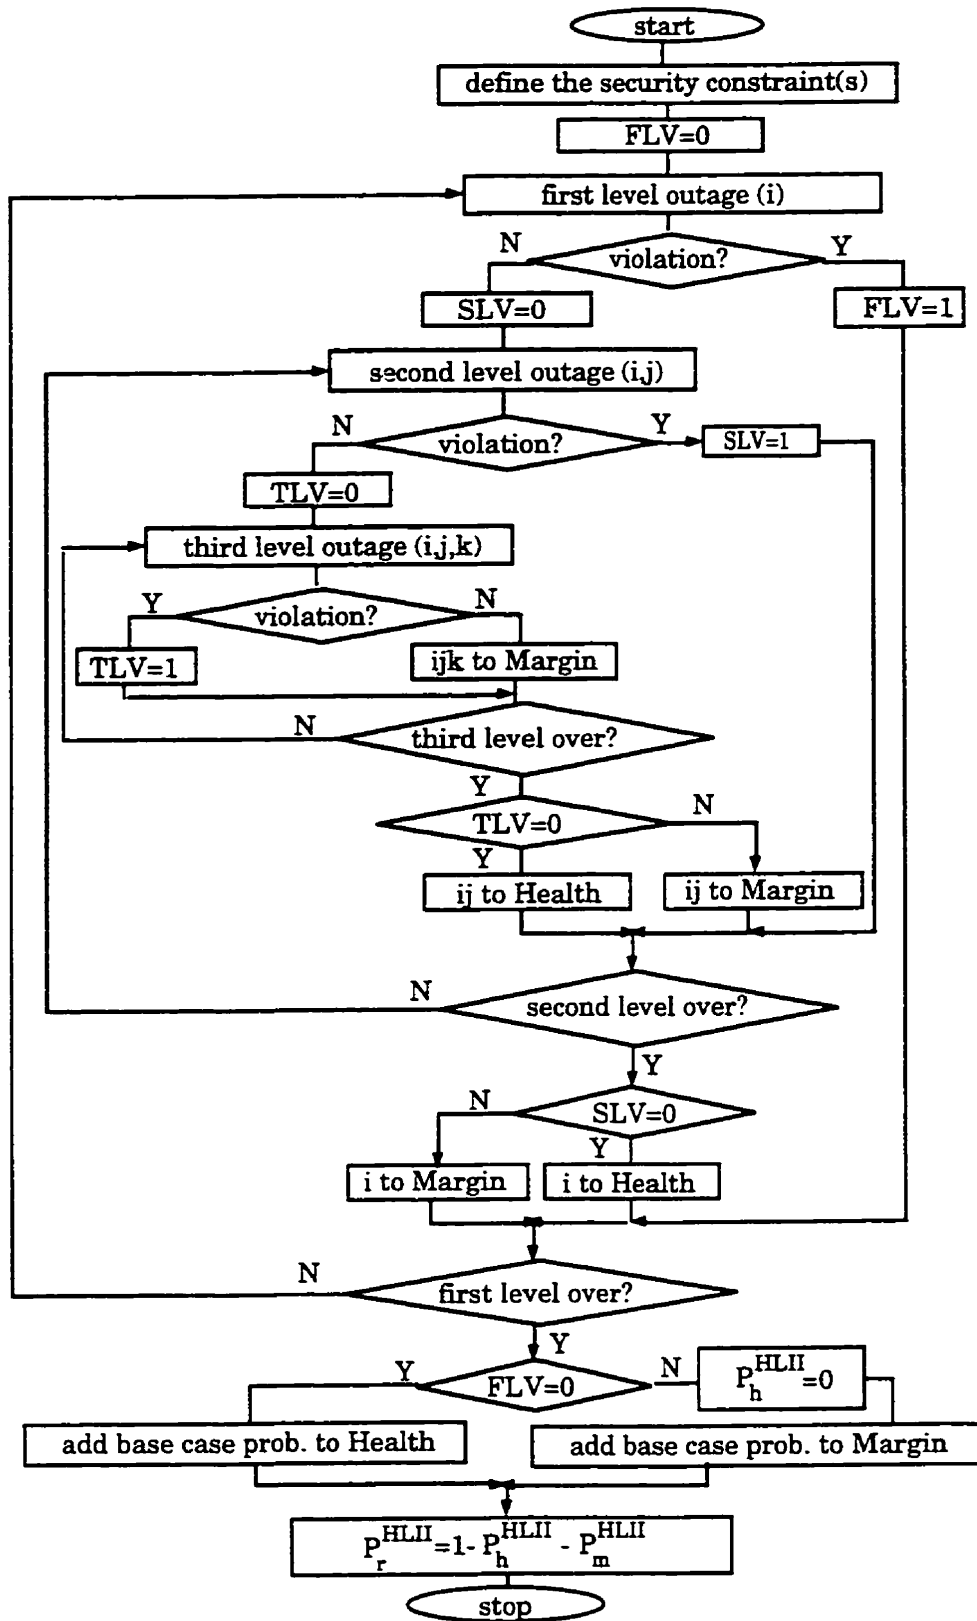 start
define the security constraint(s)
FLV=0
first level outage (i)
N
violation?
Y
SLV=0
FLV=1
second level outage (i,j)
N
violation?
Y
SLV=1
TLV=0
third level outage (i,j,k)
Y
violation?
N
TLV=1
ijk to Margin
N
third level over?
Y
TLV=0
N
Y
ij to Health
ij to Margin
N
second level over?
Y
N
SLV=0
Y
i to Margin
i to Health
N
first level over?
Y
Y
FLV=0
N
P_h^HLII=0
add base case prob. to Health
add base case prob. to Margin
P_r^HLII=1- P_h^HLII - P_m^HLII
stop